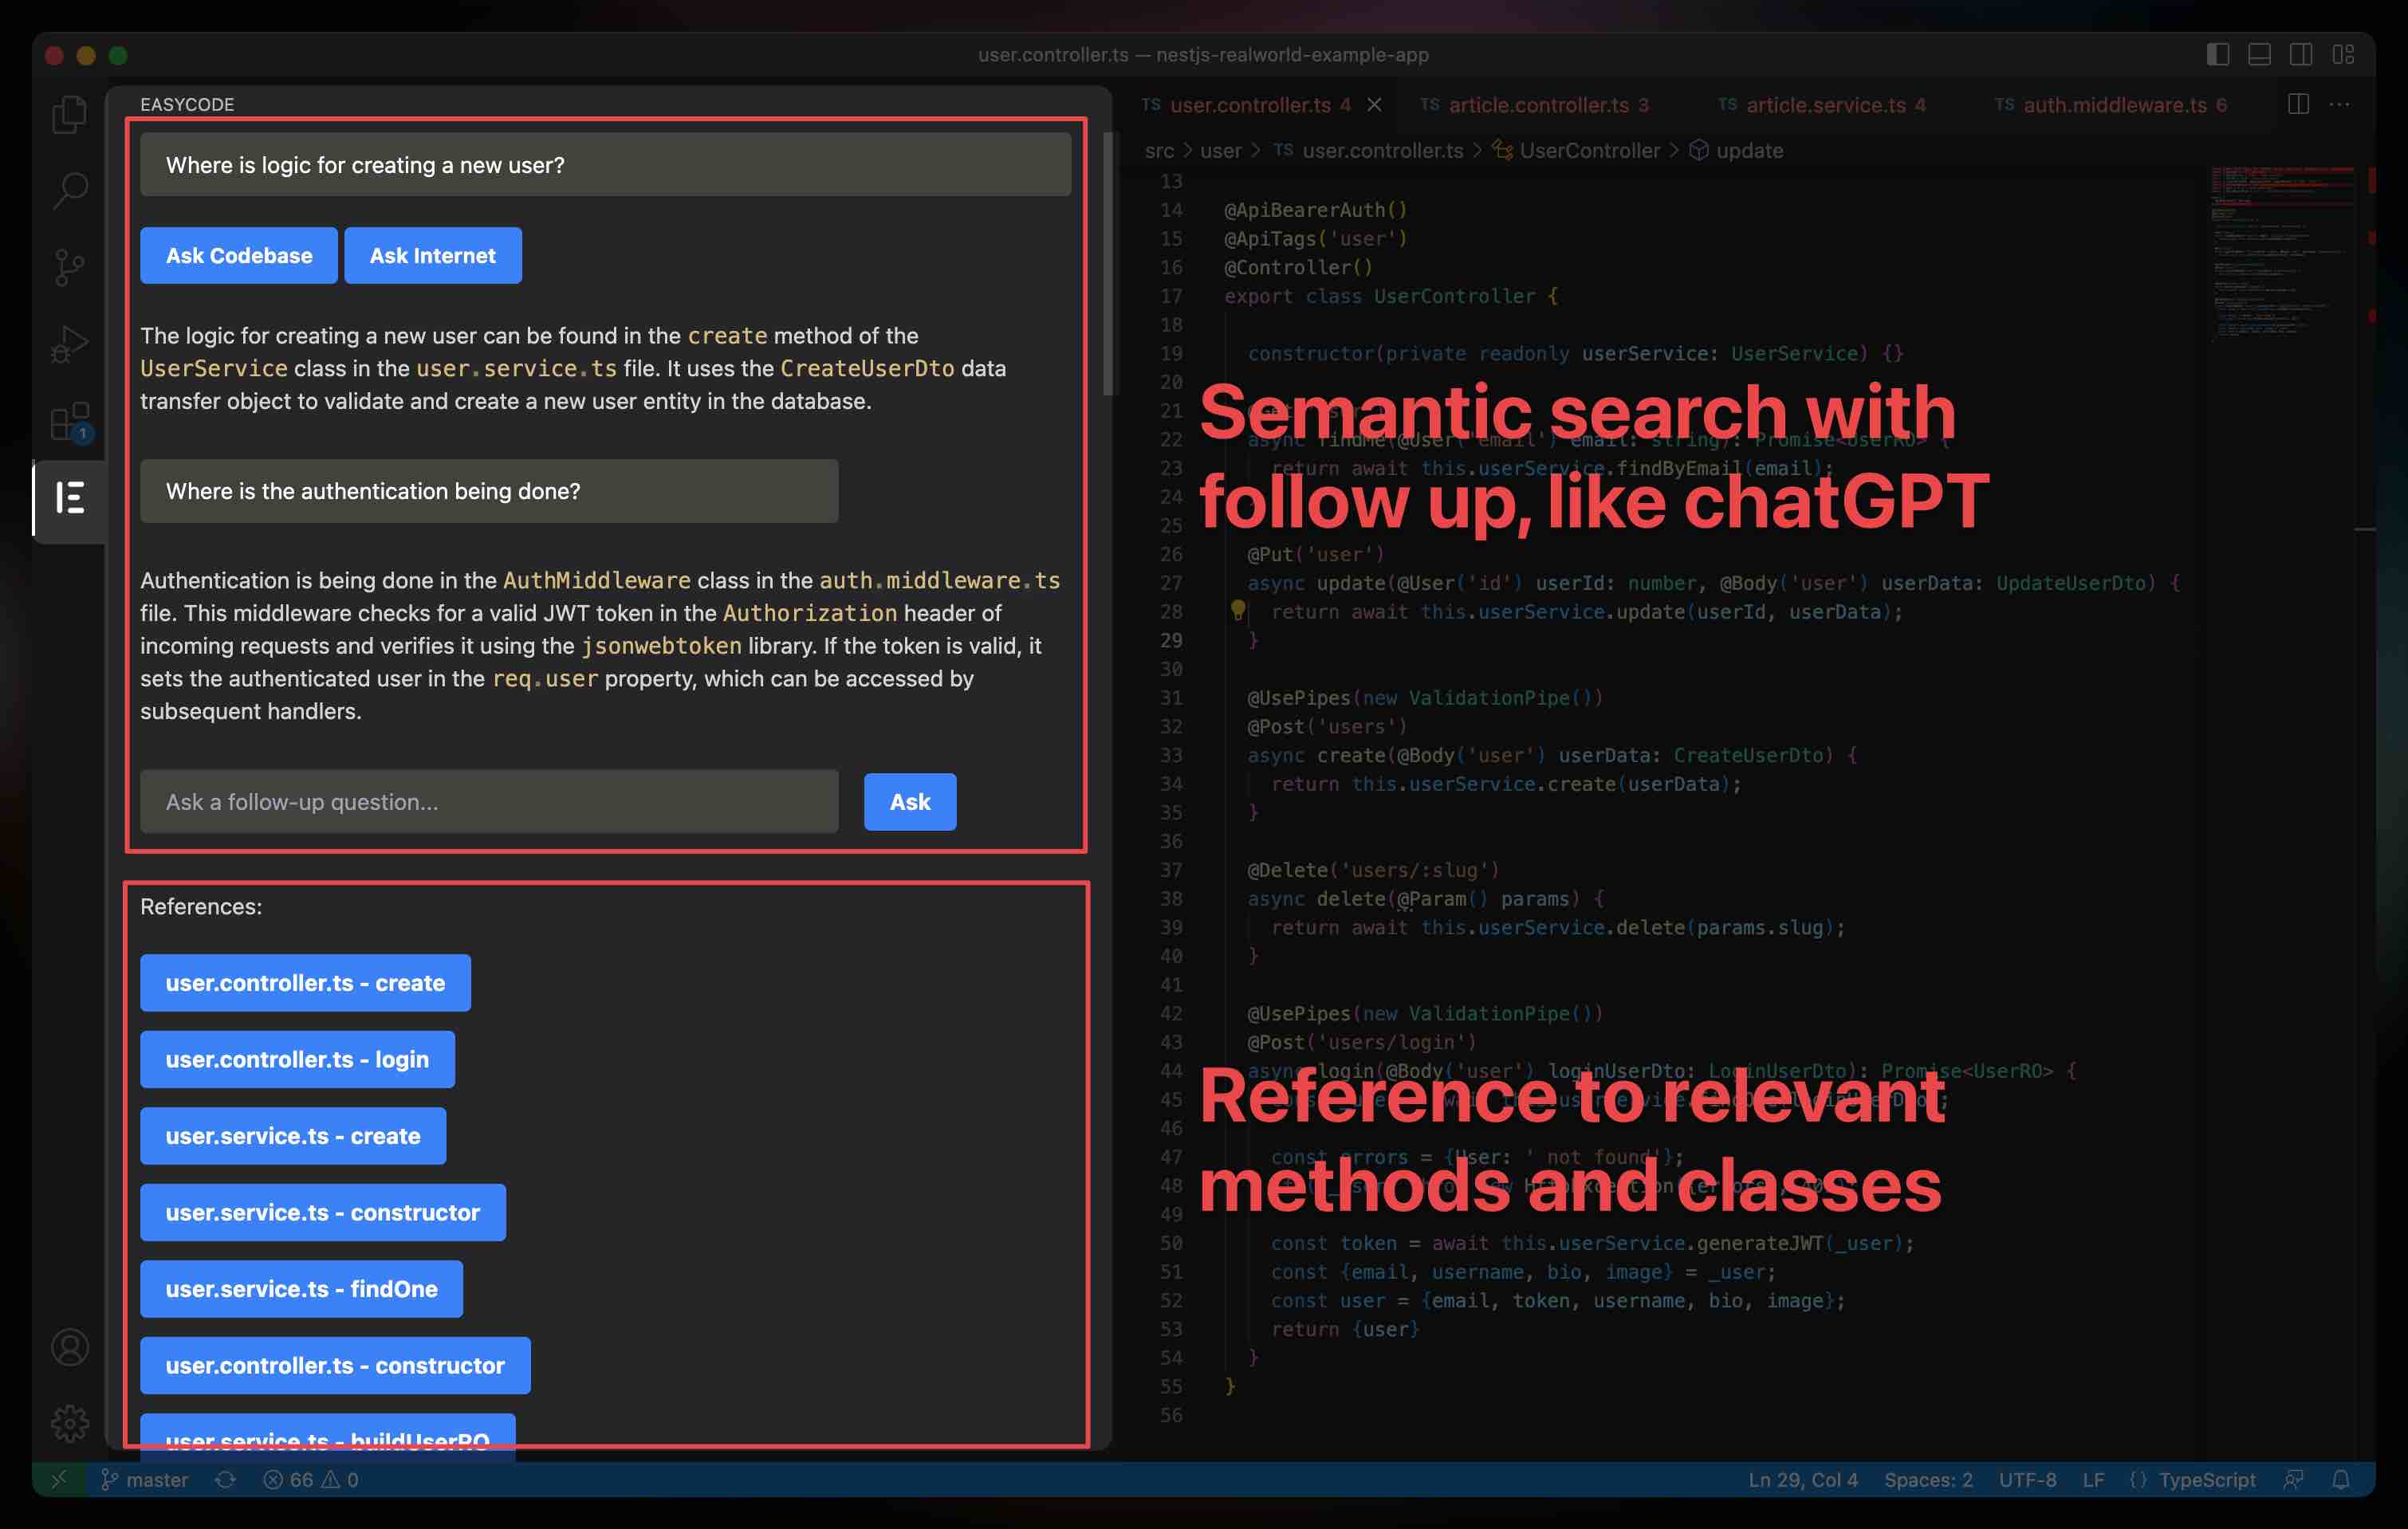 user.controller.ts — nestjs-realworld-example-app
EASYCODE
Where is logic for creating a new user?
Ask Codebase Ask Internet
The logic for creating a new user can be found in the create method of the
UserService class in the user.service.ts file. It uses the CreateUserDto data
transfer object to validate and create a new user entity in the database.
Where is the authentication being done?
Authentication is being done in the AuthMiddleware class in the auth.middleware.ts
file. This middleware checks for a valid JWT token in the Authorization header of
incoming requests and verifies it using the jsonwebtoken library. If the token is valid, it
sets the authenticated user in the req.user property, which can be accessed by
subsequent handlers.
Ask a follow-up question... Ask
References:
user.controller.ts - create
user.controller.ts - login
user.service.ts - create
user.service.ts - constructor
user.service.ts - findOne
user.controller.ts - constructor
user.service.ts - buildUserRO
1
TS user.controller.ts 4 TS article.controller.ts 3 TS article.service.ts 4 TS auth.middleware.ts 6
src > user > TS user.controller.ts > UserController > update
13
14 @ApiBearerAuth()
15 @ApiTags('user')
16 @Controller()
17 export class UserController {
18
19 constructor(private readonly userService: UserService) {}
20
21
Semantic search with
22 async findMe(@User('email') email: string): Promise<UserRO> {
23 return await this.userService.findByEmail(email);
24
follow up, like chatGPT
25
26 @Put('user')
27 async update(@User('id') userId: number, @Body('user') userData: UpdateUserDto) {
28 return await this.userService.update(userId, userData);
29 }
30
31 @UsePipes(new ValidationPipe())
32 @Post('users')
33 async create(@Body('user') userData: CreateUserDto) {
34 return this.userService.create(userData);
35 }
36
37 @Delete('users/:slug')
38 async delete(@Param() params) {
39 return await this.userService.delete(params.slug);
40 }
41
42 @UsePipes(new ValidationPipe())
43 @Post('users/login')
44 async login(@Body('user') loginUserDto: LoginUserDto): Promise<UserRO> {
Reference to relevant
45
46
47 const errors = {User: ' not found'};
methods and classes
48
49
50 const token = await this.userService.generateJWT(_user);
51 const {email, username, bio, image} = _user;
52 const user = {email, token, username, bio, image};
53 return {user}
54 }
55 }
56
master 66 0 Ln 29, Col 4 Spaces: 2 UTF-8 LF {} TypeScript